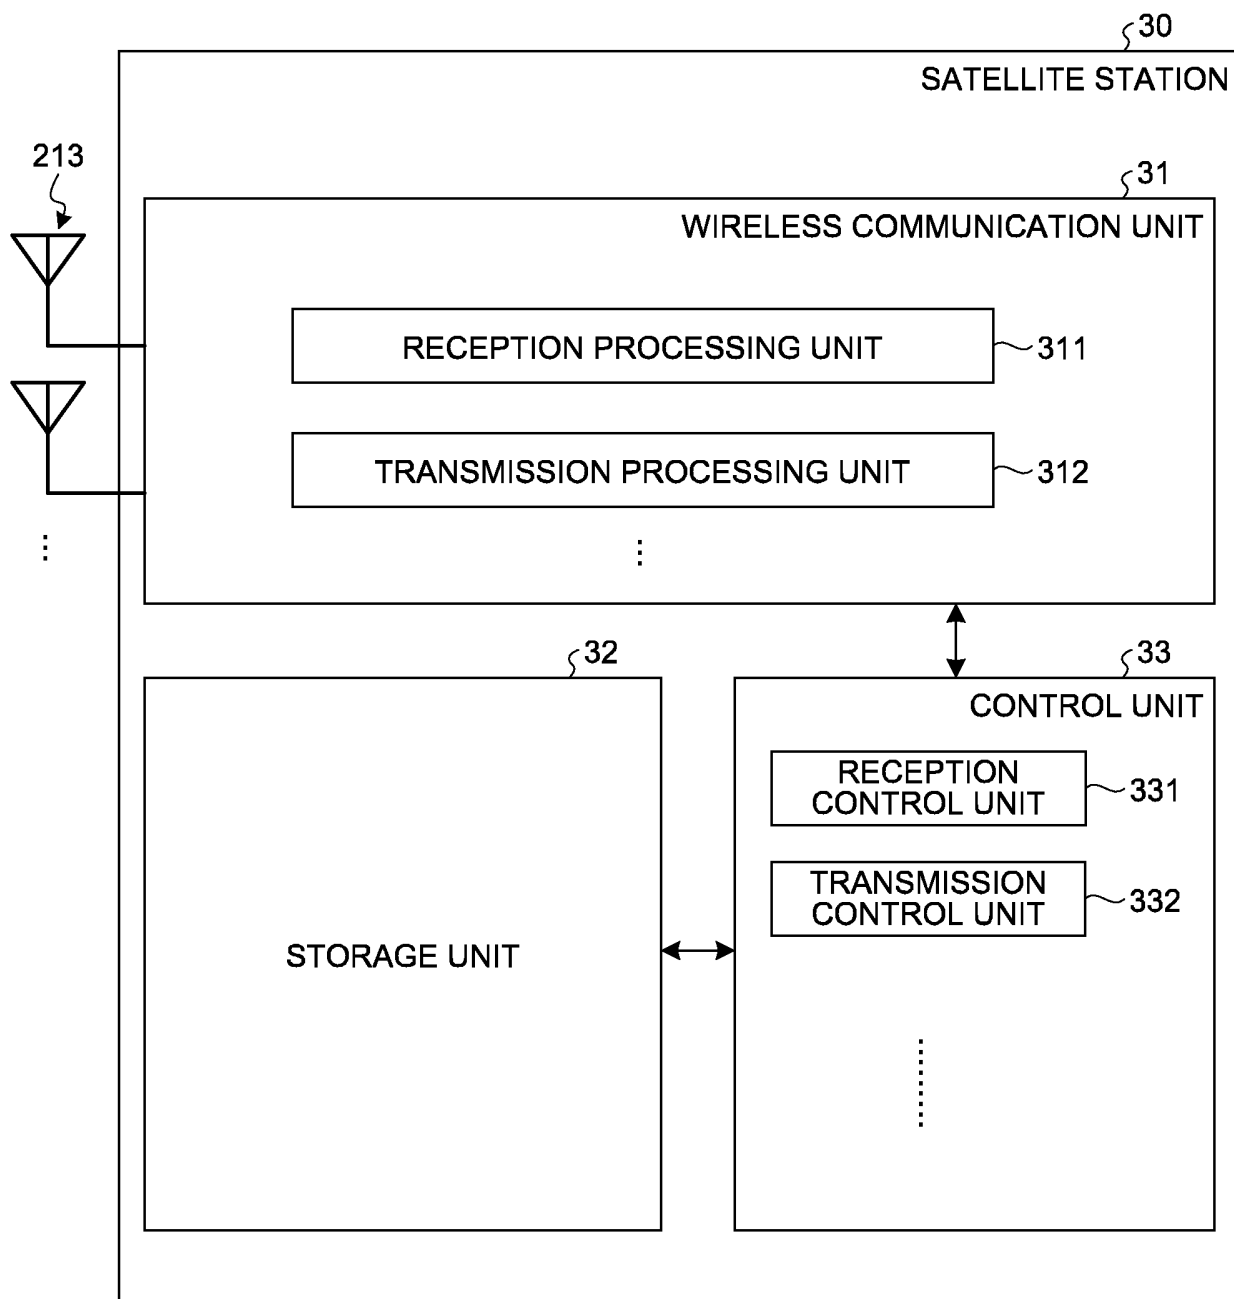 30
SATELLITE STATION
213
31
WIRELESS COMMUNICATION UNIT
RECEPTION PROCESSING UNIT
311
TRANSMISSION PROCESSING UNIT
312
32
33
CONTROL UNIT
RECEPTION
CONTROL UNIT
331
TRANSMISSION
CONTROL UNIT
332
STORAGE UNIT